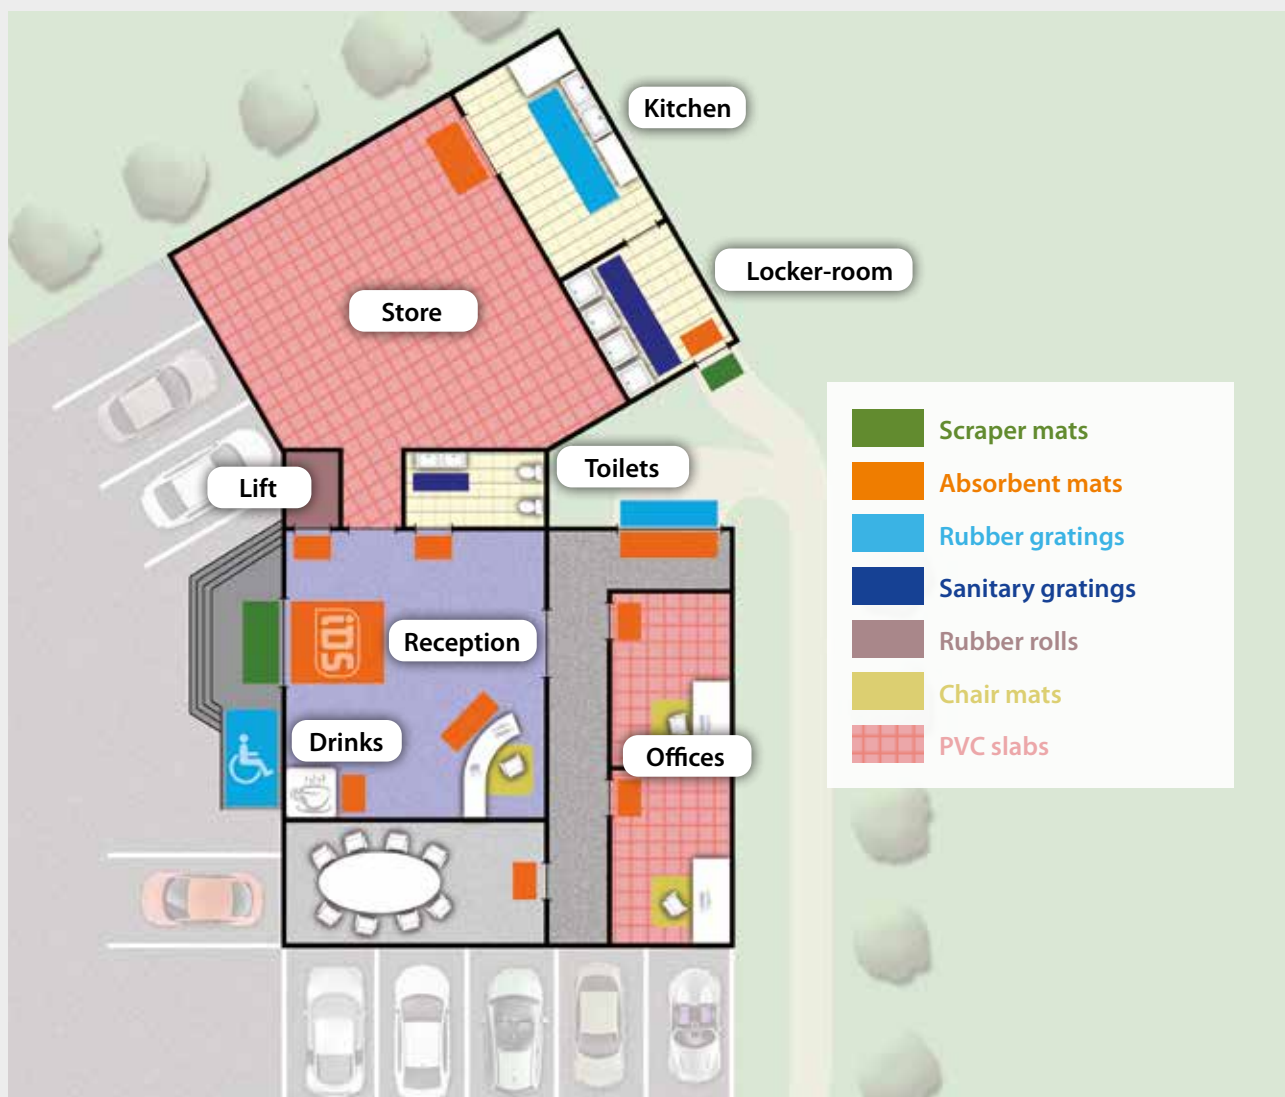 Kitchen
Locker-room
Store
Toilets
Lift
iDS
Reception
Drinks
Offices
Scraper mats
Absorbent mats
Rubber gratings
Sanitary gratings
Rubber rolls
Chair mats
PVC slabs